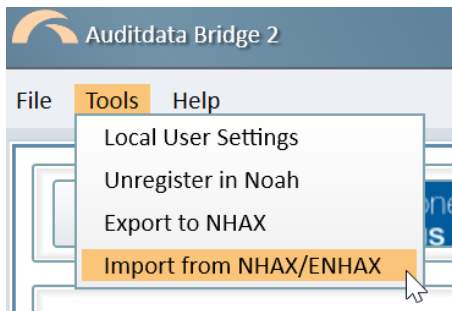 Auditdata Bridge 2
File Tools Help
Local User Settings
Unregister in Noah
Export to NHAX
Import from NHAX/ENHAX